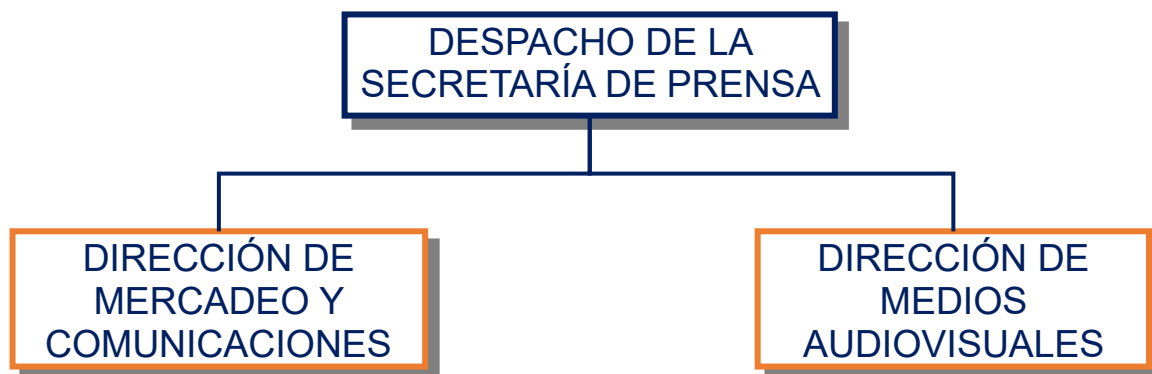 DESPACHO DE LA
SECRETARÍA DE PRENSA
DIRECCIÓN DE
MERCADEO Y
COMUNICACIONES
DIRECCIÓN DE
MEDIOS
AUDIOVISUALES